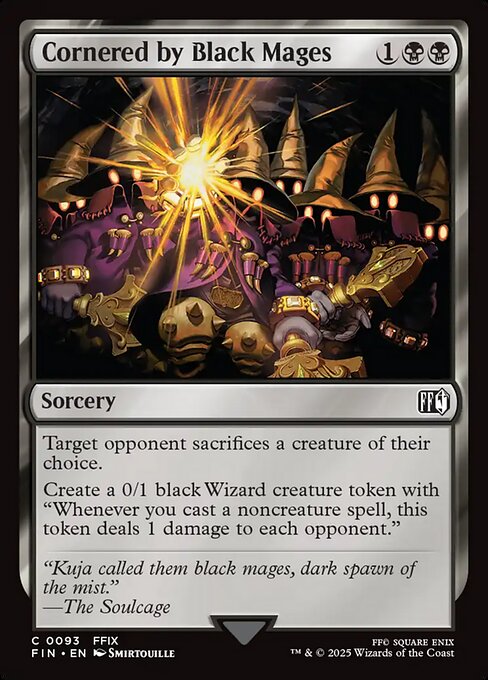 Cornered by Black Mages 1
Sorcery
FF
Target opponent sacrifices a creature of their
choice.
Create a 0/1 black Wizard creature token with
“Whenever you cast a noncreature spell, this
token deals 1 damage to each opponent.”
“Kuja called them black mages, dark spawn of
the mist.”
—The Soulcage
C 0093 FFIX
FIN • EN Smirtouille
FF© SQUARE ENIX
™ & © 2025 Wizards of the Coast